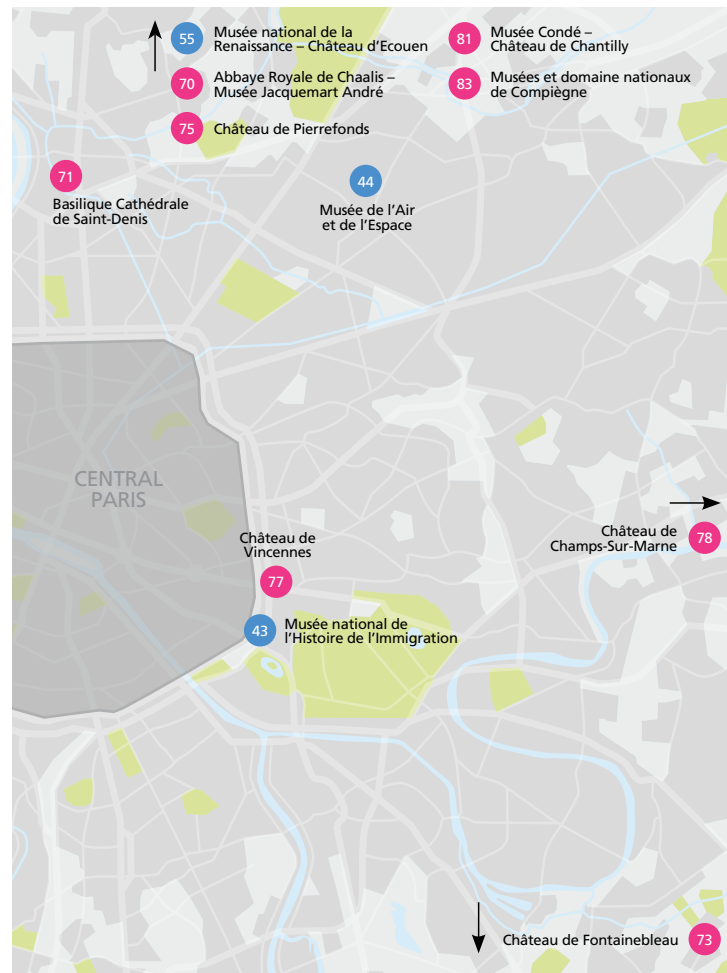 55
Musée national de la
Renaissance – Château d'Ecouen
81
Musée Condé –
Château de Chantilly
70
Abbaye Royale de Chaalis –
Musée Jacquemart André
83
Musées et domaine nationaux
de Compiègne
75
Château de Pierrefonds
71
Basilique Cathédrale
de Saint-Denis
44
Musée de l'Air
et de l'Espace
CENTRAL
PARIS
Château de
Champs-Sur-Marne
78
Château de
Vincennes
77
43
Musée national de
l'Histoire de l'Immigration
Château de Fontainebleau
73